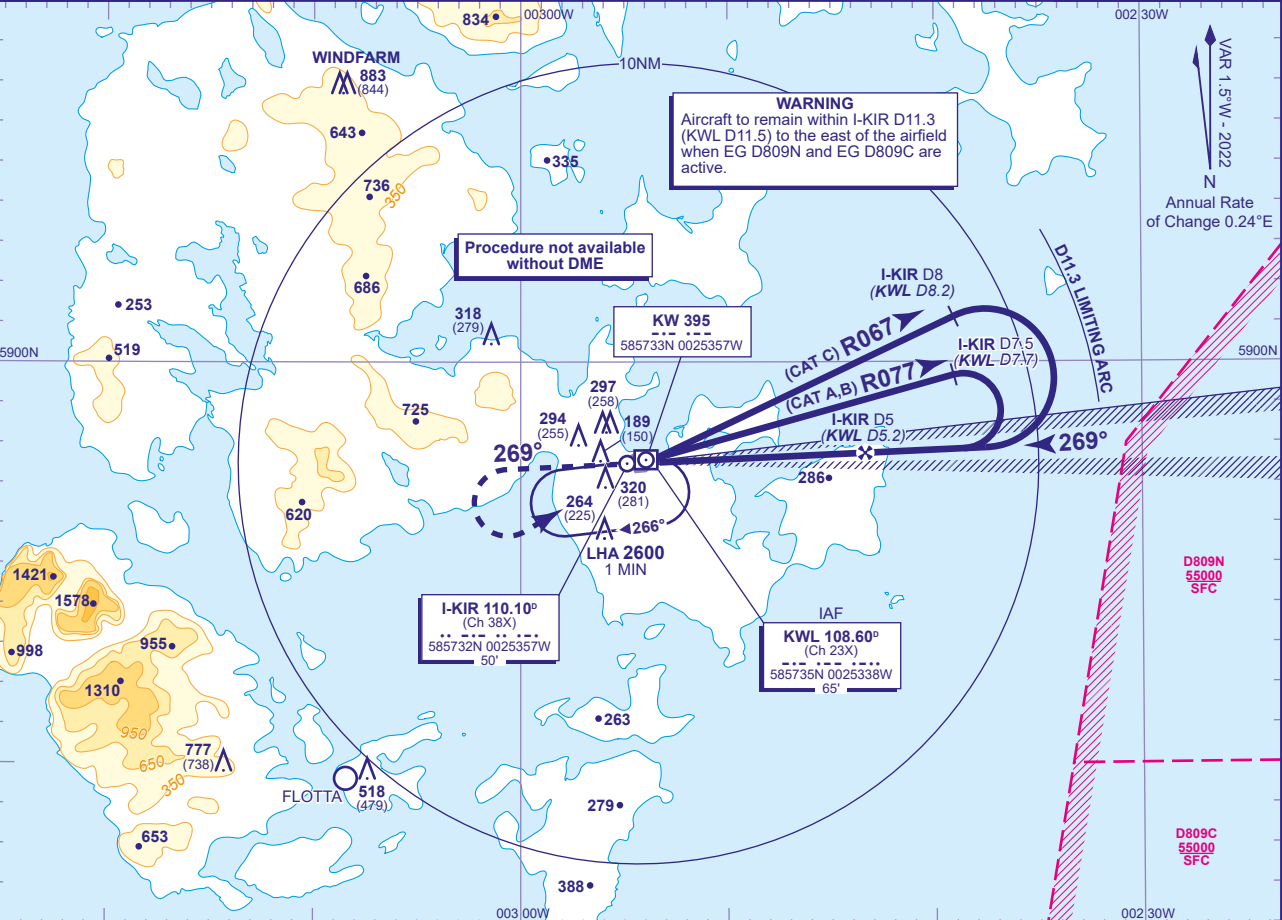 834
00300W
00230W
WINDFARM
883
(844)
10NM
VAR 1.5°W - 2022
N
Annual Rate
of Change 0.24°E
WARNING
Aircraft to remain within I-KIR D11.3
(KWL D11.5) to the east of the airfield
when EG D809N and EG D809C are
active.
643
335
736
350
Procedure not available
without DME
686
253
318
(279)
I-KIR D8
(KWL D8.2)
D11.3 LIMITING ARC
KW 395
585733N 0025357W
5900N
519
(CAT C) R067
I-KIR D7.5
(KWL D7.7)
5900N
(CAT A,B) R077
297
(258)
725
294
(255)
189
(150)
I-KIR D5
(KWL D5.2)
269°
269°
286
620
264
(225)
320
(281)
266°
LHA 2600
1 MIN
1421
1578
D809N
55000
SFC
I-KIR 110.10ᴰ
(Ch 38X)
585732N 0025357W
50'
IAF
KWL 108.60ᴰ
(Ch 23X)
585735N 0025338W
65'
998
955
1310
950
263
777
(738)
650
350
FLOTTA
518
(479)
279
653
D809C
55000
SFC
388
00300W
00230W